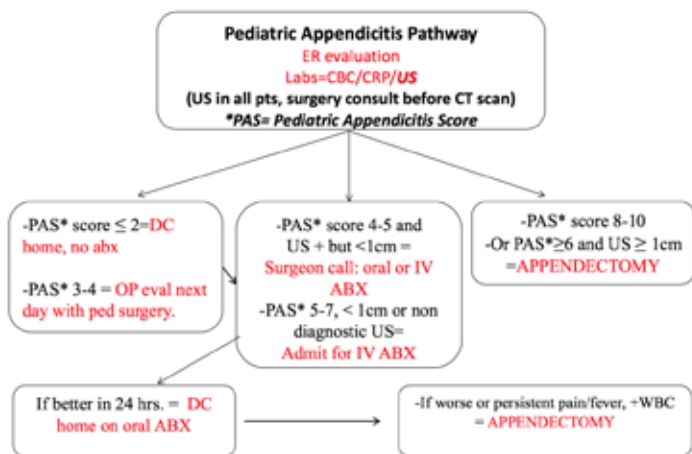 Pediatric Appendicitis Pathway
ER evaluation
Labs=CBC/CRP/US
(US in all pts, surgery consult before CT scan)
*PAS= Pediatric Appendicitis Score
-PAS* score ≤ 2=DC
home, no abx
-PAS* 3-4 = OP eval next
day with ped surgery.
-PAS* score 4-5 and
US + but <1cm =
Surgeon call: oral or IV
ABX
-PAS* 5-7, < 1cm or non
diagnostic US=
Admit for IV ABX
-PAS* score 8-10
-Or PAS*≥6 and US ≥ 1cm
=APPENDECTOMY
If better in 24 hrs. = DC
home on oral ABX
-If worse or persistent pain/fever, +WBC
= APPENDECTOMY